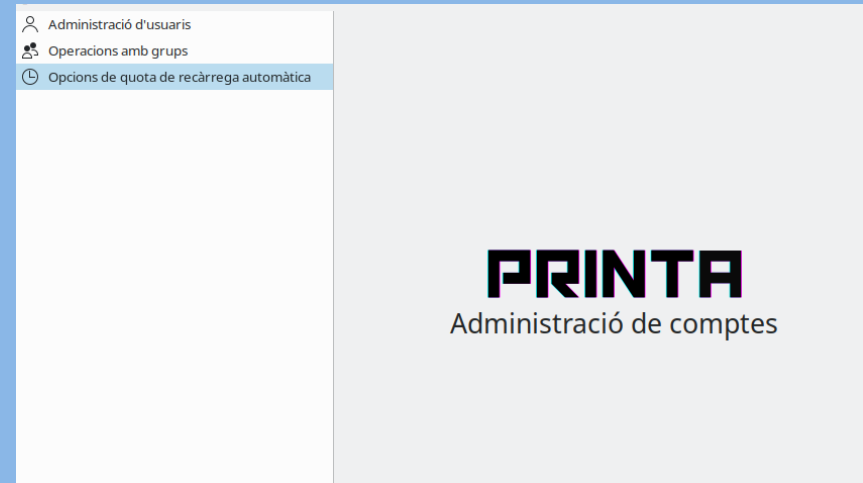 Administració d'usuaris
Operacions amb grups
Opcions de quota de recàrrega automàtica
PRINTA
Administració de comptes